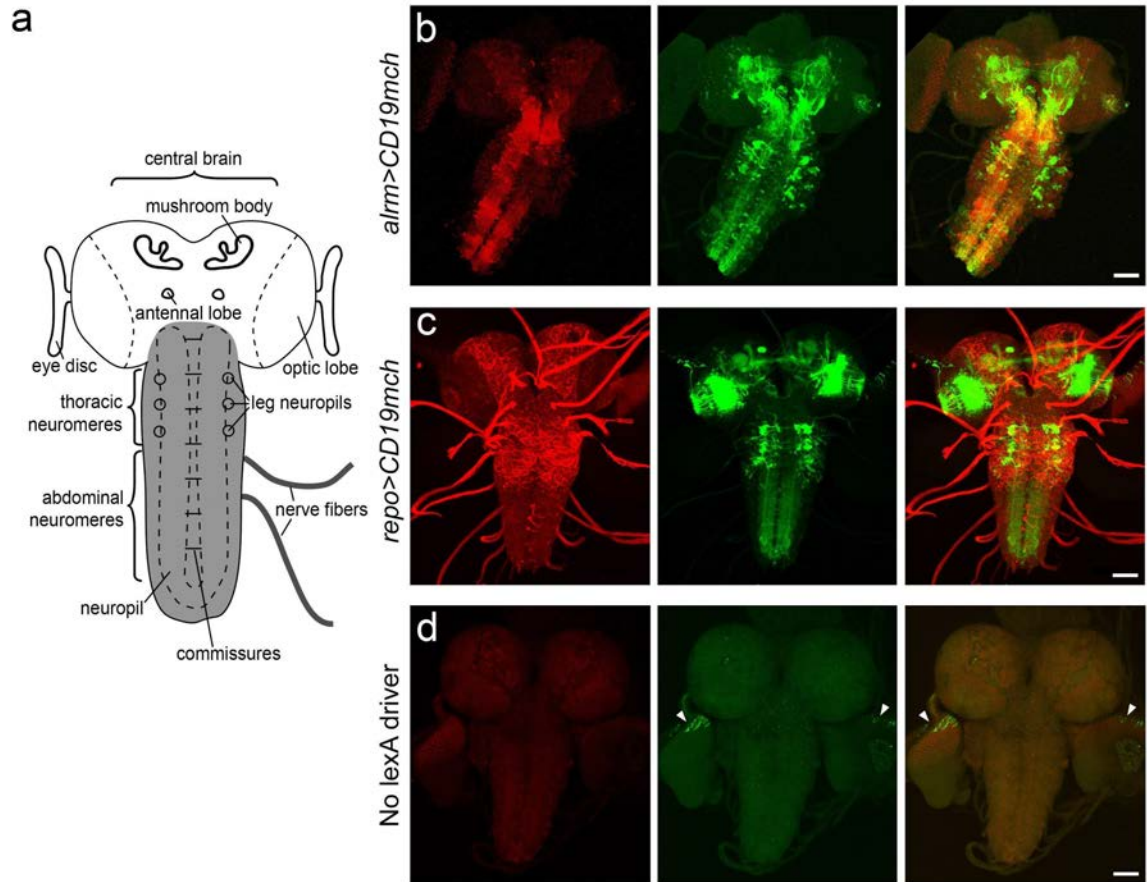 a
central brain
mushroom body
antennal lobe
eye disc
optic lobe
thoracic
neuromeres
leg neuropils
abdominal
neuromeres
nerve fibers
neuropil
commissures
b
alrm>CD19mch
c
repo>CD19mch
d
No lexA driver